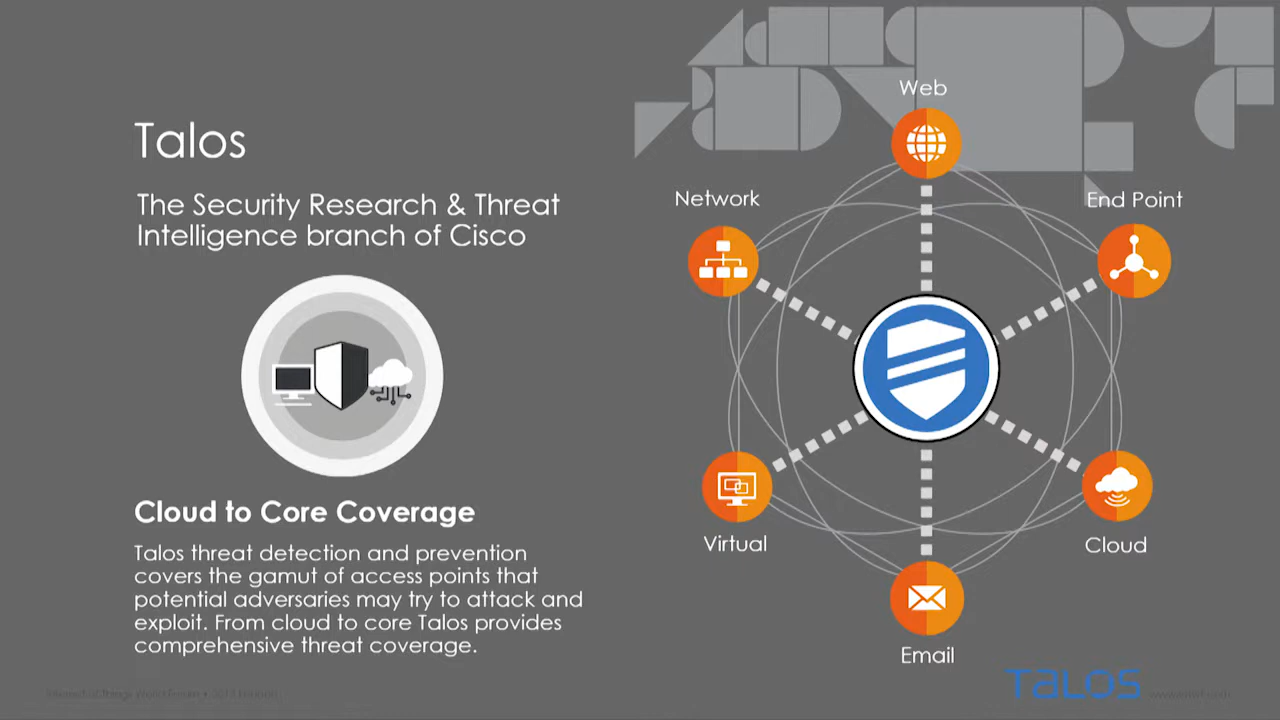 Talos
The Security Research & Threat
Intelligence branch of Cisco
Cloud to Core Coverage
Talos threat detection and prevention
covers the gamut of access points that
potential adversaries may try to attack and
exploit. From cloud to core Talos provides
comprehensive threat coverage.
Web
Network
End Point
Virtual
Cloud
Email
TALOS